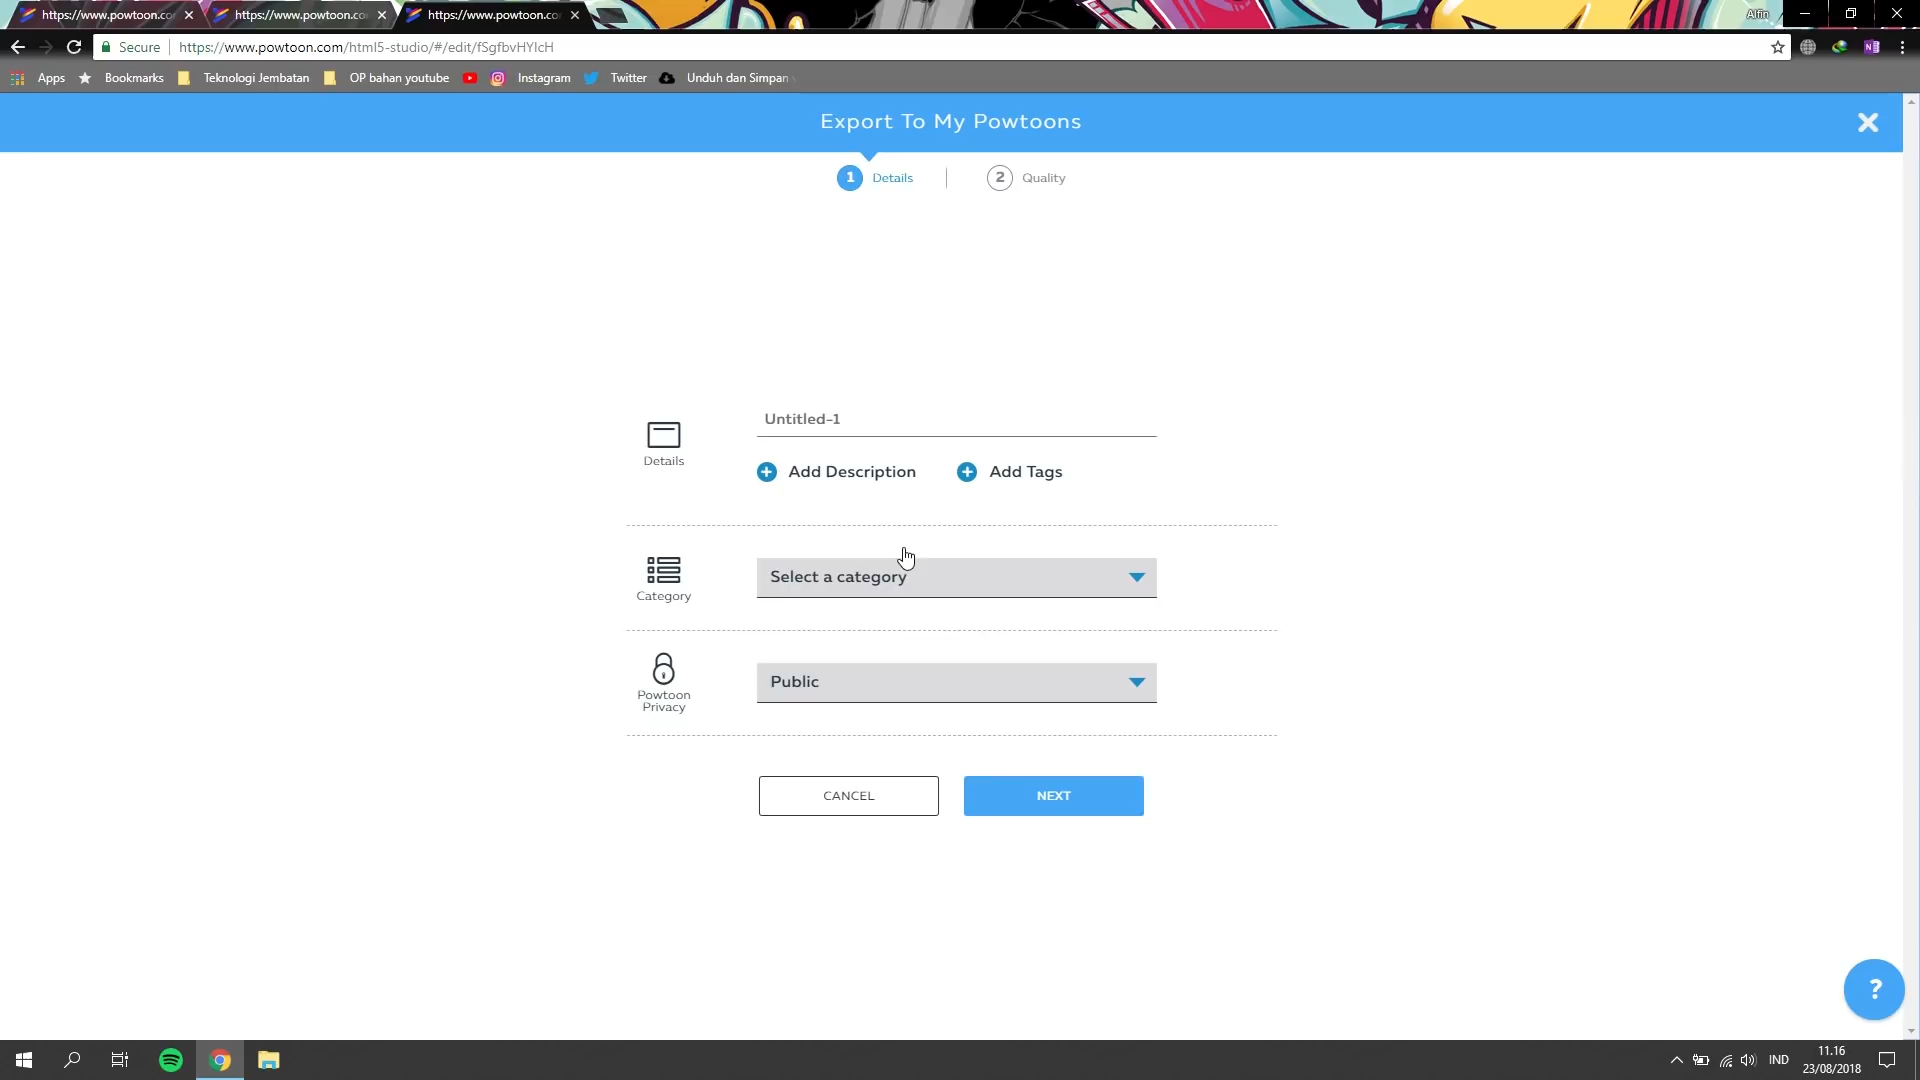 https://www.powtoon.co
https://www.powtoon.co
https://www.powtoon.co
Alfin
Secure
https://www.powtoon.com/html5-studio/#/edit/fSgfbvHYlcH
Apps
Bookmarks
Teknologi Jembatan
OP bahan youtube
Instagram
Twitter
Unduh dan Simpan
Export To My Powtoons
1 Details
2 Quality
Untitled-1
Details
Add Description
Add Tags
Category
Select a category
Powtoon
Privacy
Public
CANCEL
NEXT
?
IND
11.16
23/08/2018